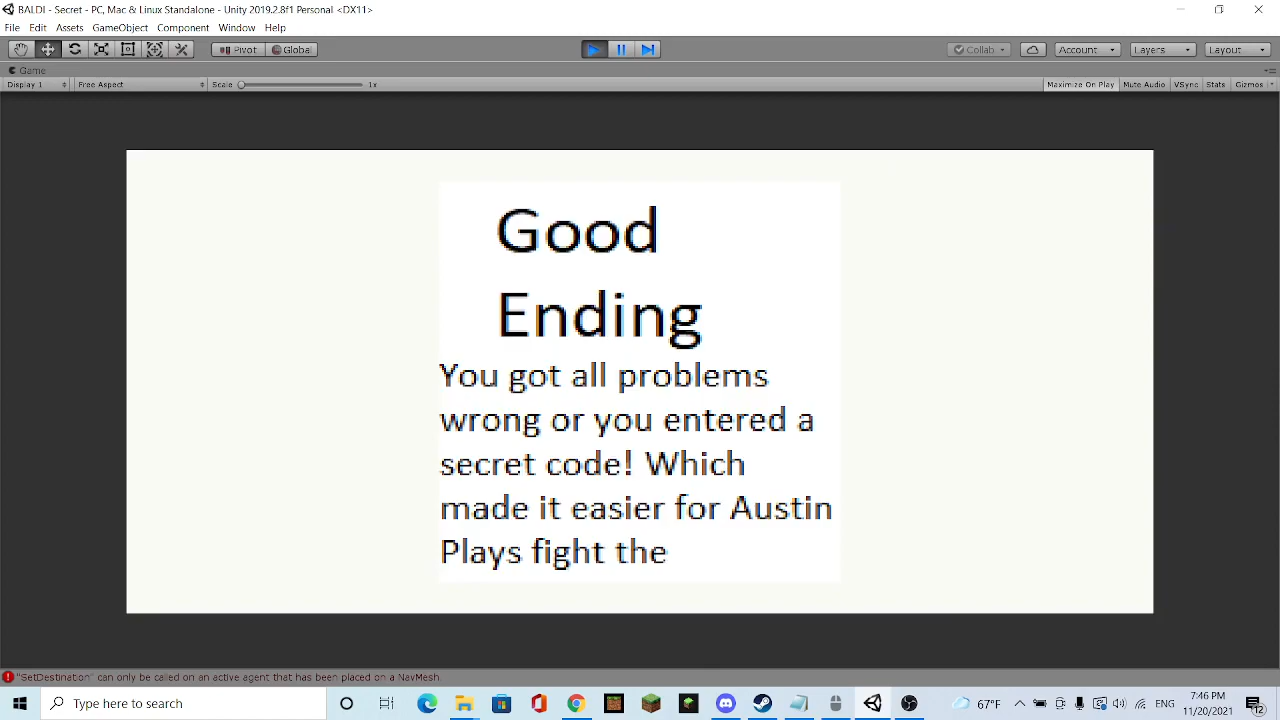 BALDI - Secret - PC, Mac & Linux Standalone - Unity 2019.2.8f1 Personal <DX11>
File Edit Assets GameObject Component Window Help
Pivot Global Collab Account Layers Layout
Game
Display 1 Free Aspect Scale 1x Maximize On Play Mute Audio VSync Stats Gizmos
Good
Ending
You got all problems
wrong or you entered a
secret code! Which
made it easier for Austin
Plays fight the
"SetDestination" can only be called on an active agent that has been placed on a NavMesh.
Type here to search
67°F
7:46 PM
11/20/2021
12